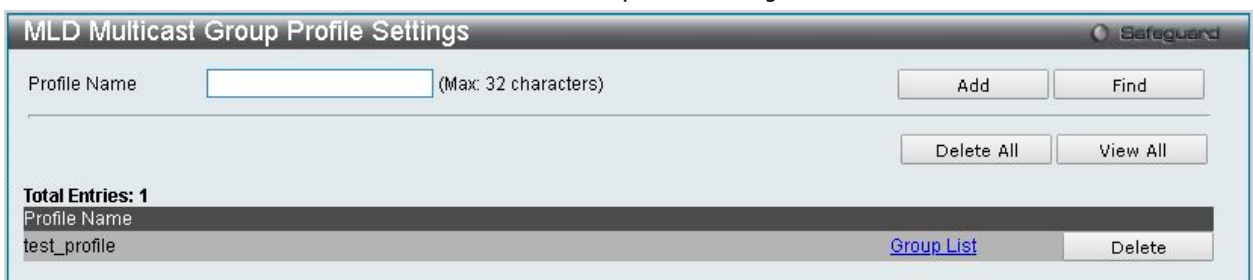 MLD Multicast Group Profile Settings
Safeguard
Profile Name (Max: 32 characters) Add Find
Delete All View All
Total Entries: 1
Profile Name
test_profile Group List Delete